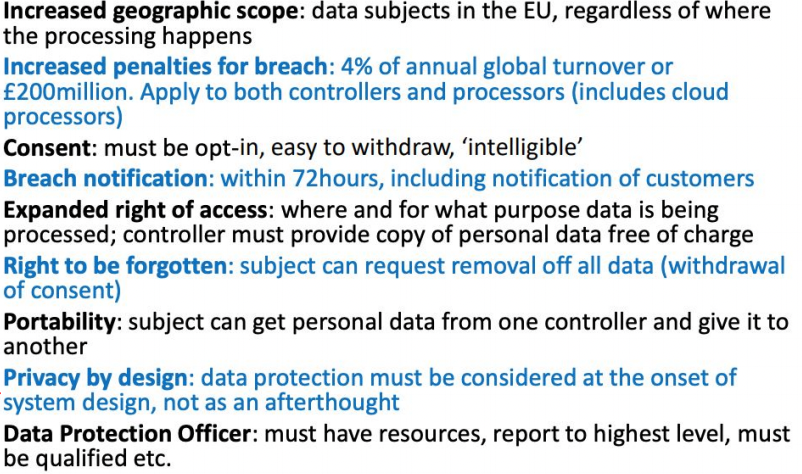 Increased geographic scope: data subjects in the EU, regardless of where
the processing happens
Increased penalties for breach: 4% of annual global turnover or
£200million. Apply to both controllers and processors (includes cloud
processors)
Consent: must be opt-in, easy to withdraw, ‘intelligible’
Breach notification: within 72hours, including notification of customers
Expanded right of access: where and for what purpose data is being
processed; controller must provide copy of personal data free of charge
Right to be forgotten: subject can request removal off all data (withdrawal
of consent)
Portability: subject can get personal data from one controller and give it to
another
Privacy by design: data protection must be considered at the onset of
system design, not as an afterthought
Data Protection Officer: must have resources, report to highest level, must
be qualified etc.